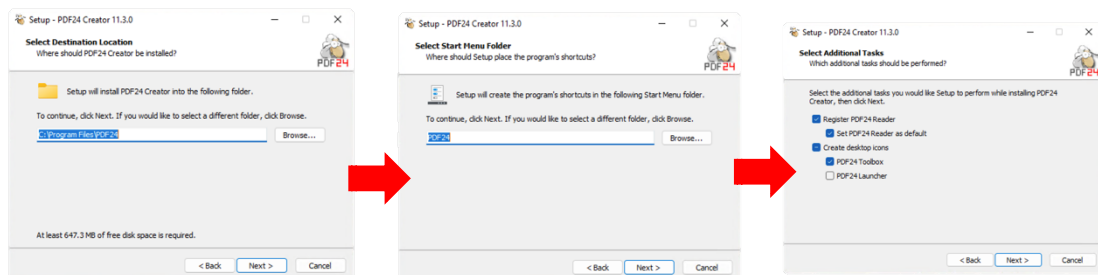 Setup - PDF24 Creator 11.3.0
Select Destination Location
Where should PDF24 Creator be installed?
PDF24
Setup will install PDF24 Creator into the following folder.
To continue, click Next. If you would like to select a different folder, click Browse.
C:\Program Files\PDF24
Browse...
At least 647.3 MB of free disk space is required.
< Back
Next >
Cancel
Setup - PDF24 Creator 11.3.0
Select Start Menu Folder
Where should Setup place the program's shortcuts?
PDF24
Setup will create the program's shortcuts in the following Start Menu folder.
To continue, click Next. If you would like to select a different folder, click Browse.
PDF24
Browse...
< Back
Next >
Cancel
Setup - PDF24 Creator 11.3.0
Select Additional Tasks
Which additional tasks should be performed?
PDF24
Select the additional tasks you would like Setup to perform while installing PDF24
Creator, then click Next.
Register PDF24 Reader
Set PDF24 Reader as default
Create desktop icons
PDF24 Toolbox
PDF24 Launcher
< Back
Next >
Cancel